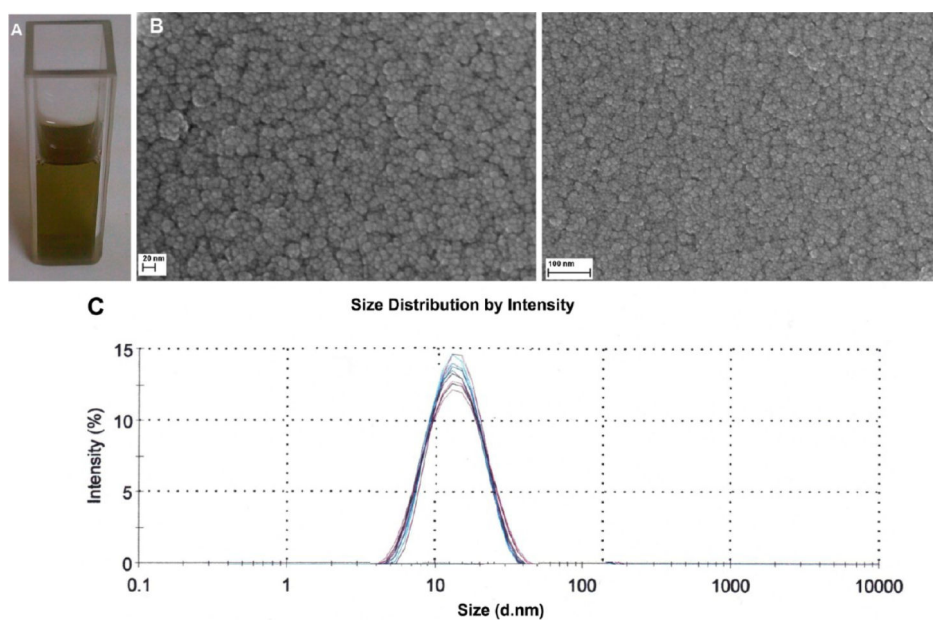 A
B
20 nm
100 nm
C
Size Distribution by Intensity
15
10
5
0
Intensity (%)
0.1 1 10 100 1000 10000
Size (d.nm)